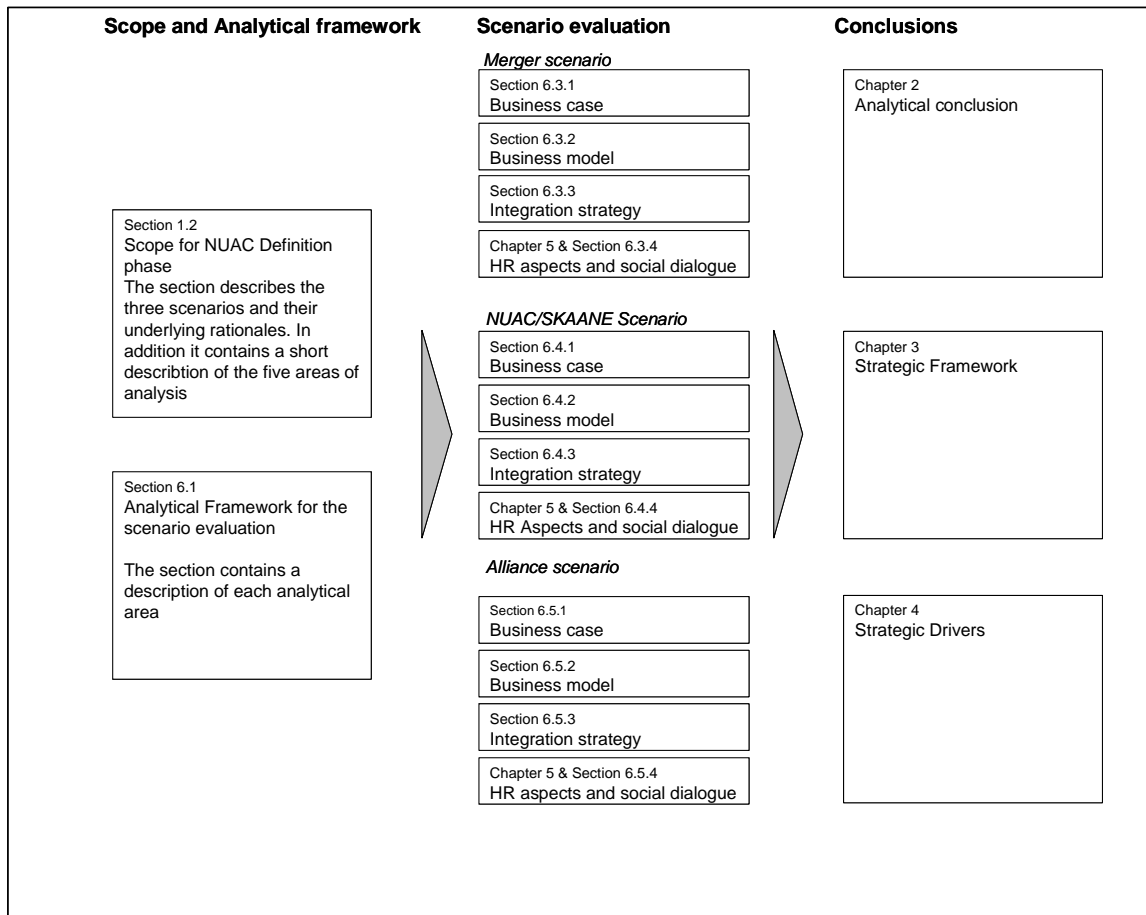 Scope and Analytical framework
Section 1.2
Scope for NUAC Definition
phase
The section describes the
three scenarios and their
underlying rationales. In
addition it contains a short
describtion of the five areas of
analysis
Section 6.1
Analytical Framework for the
scenario evaluation
The section contains a
description of each analytical
area
Scenario evaluation
Merger scenario
Section 6.3.1
Business case
Section 6.3.2
Business model
Section 6.3.3
Integration strategy
Chapter 5 & Section 6.3.4
HR aspects and social dialogue
NUAC/SKAANE Scenario
Section 6.4.1
Business case
Section 6.4.2
Business model
Section 6.4.3
Integration strategy
Chapter 5 & Section 6.4.4
HR Aspects and social dialogue
Alliance scenario
Section 6.5.1
Business case
Section 6.5.2
Business model
Section 6.5.3
Integration strategy
Chapter 5 & Section 6.5.4
HR aspects and social dialogue
Conclusions
Chapter 2
Analytical conclusion
Chapter 3
Strategic Framework
Chapter 4
Strategic Drivers